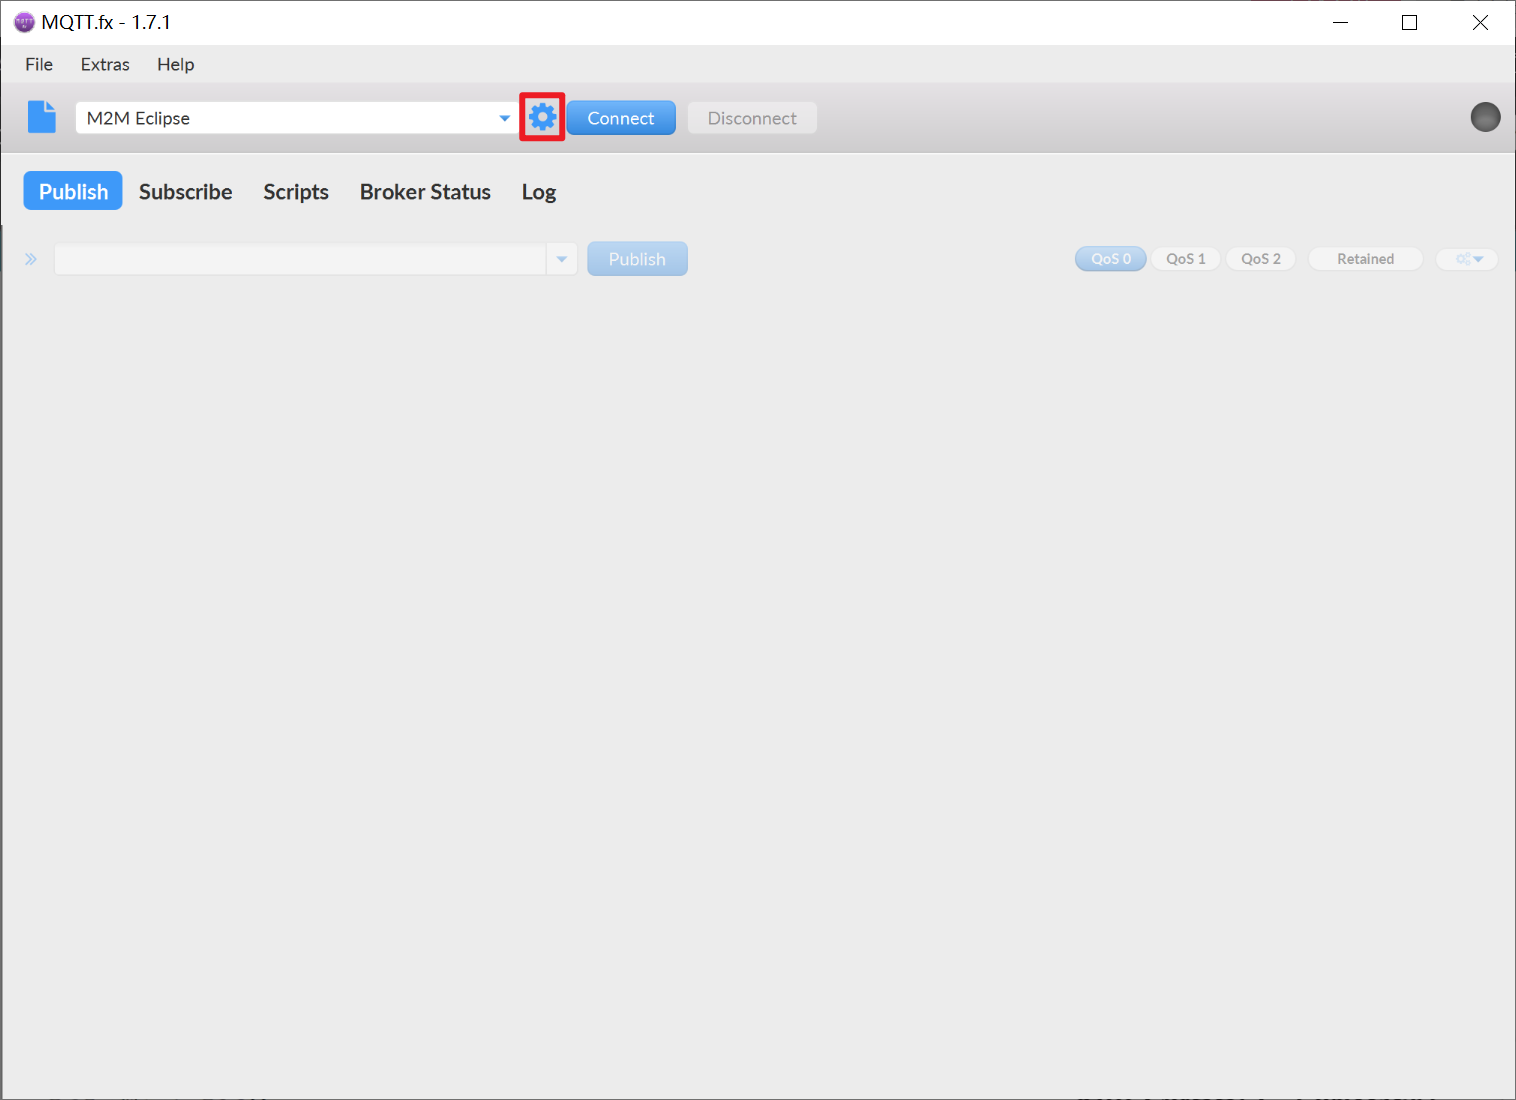 MQTT.fx - 1.7.1
File Extras Help
M2M Eclipse Connect Disconnect
Publish Subscribe Scripts Broker Status Log
Publish QoS 0 QoS 1 QoS 2 Retained